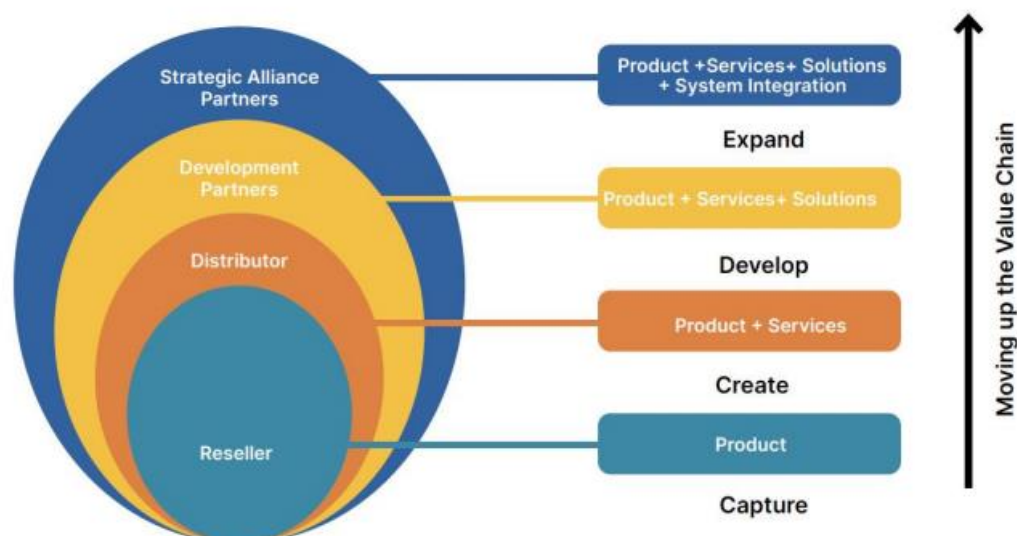 Strategic Alliance
Partners
Product +Services+ Solutions
+ System Integration
Expand
Development
Partners
Product + Services+ Solutions
Develop
Distributor
Product + Services
Create
Reseller
Product
Capture
Moving up the Value Chain